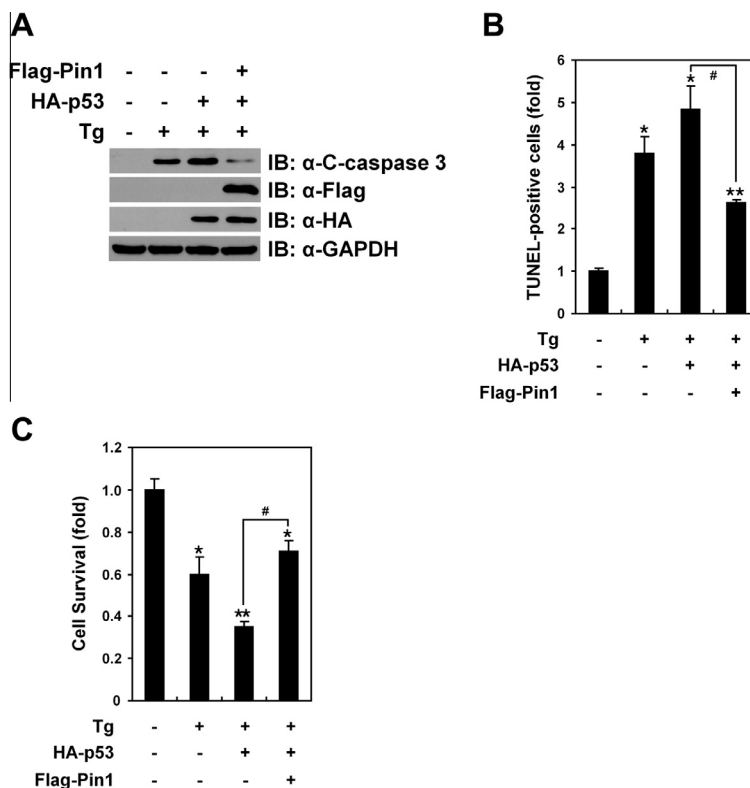 A
Flag-Pin1 - - - +
HA-p53 - - + +
Tg - + + +
IB: α-C-caspase 3
IB: α-Flag
IB: α-HA
IB: α-GAPDH
B
TUNEL-positive cells (fold)
6
5
4
3
2
1
0
*
*
#
**
Tg - + + +
HA-p53 - - + +
Flag-Pin1 - - - +
C
Cell Survival (fold)
1.2
1.0
0.8
0.6
0.4
0.2
0
*
**
#
*
Tg - + + +
HA-p53 - - + +
Flag-Pin1 - - - +